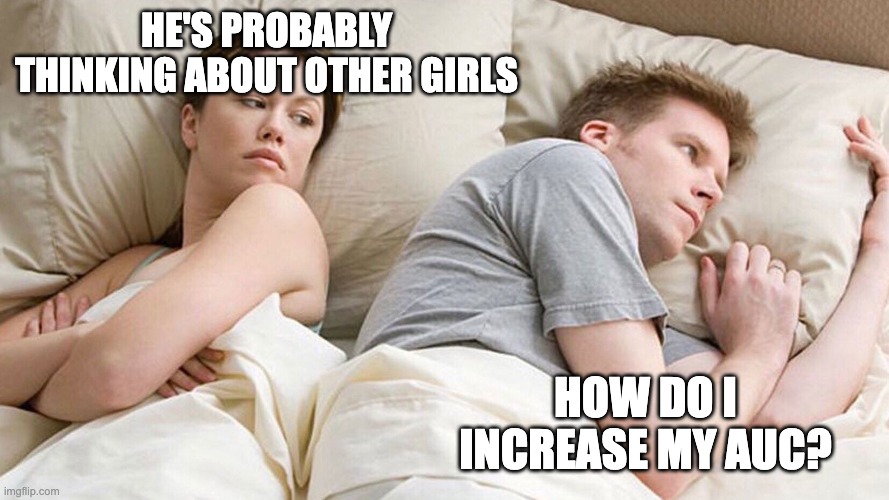 HE'S PROBABLY
THINKING ABOUT OTHER GIRLS
HOW DO I
INCREASE MY AUC?
imgflip.com